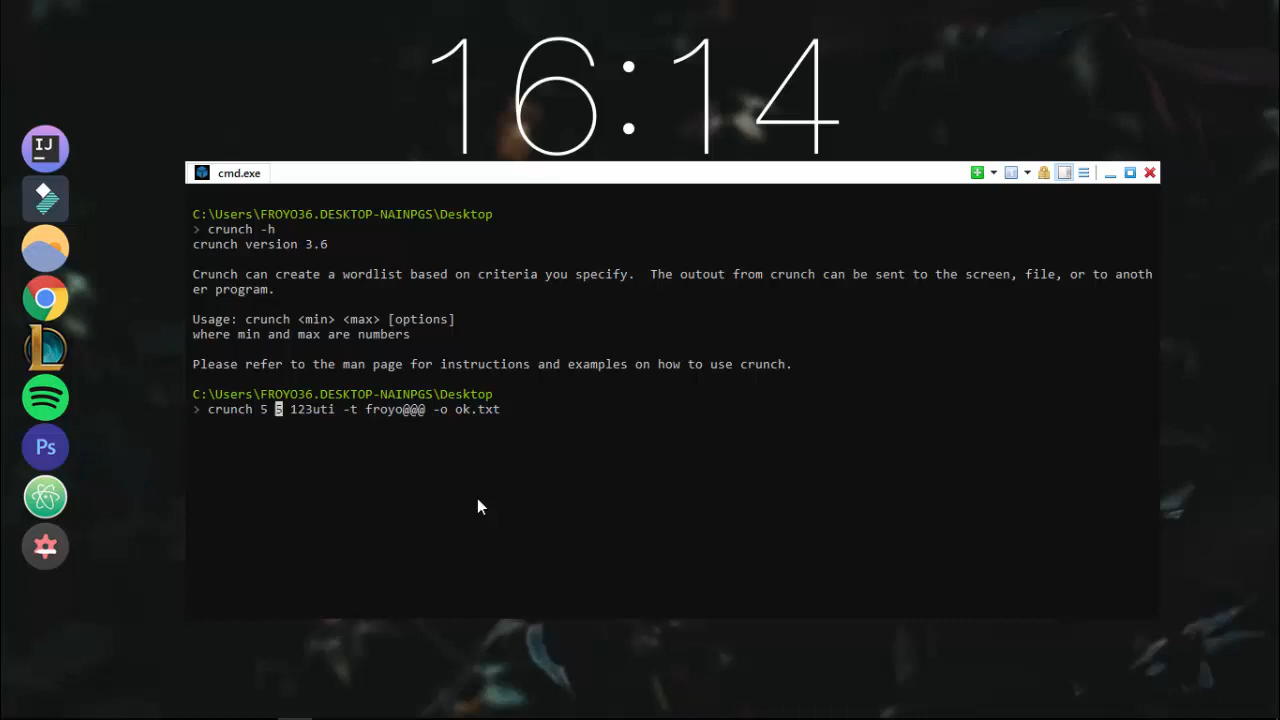 16:14
IJ
cmd.exe
C:\Users\FROYO36.DESKTOP-NAINPGS\Desktop
> crunch -h
crunch version 3.6
Crunch can create a wordlist based on criteria you specify.  The outout from crunch can be sent to the screen, file, or to anoth
er program.
Usage: crunch <min> <max> [options]
where min and max are numbers
Please refer to the man page for instructions and examples on how to use crunch.
C:\Users\FROYO36.DESKTOP-NAINPGS\Desktop
> crunch 5 5 123uti -t froyo@@@ -o ok.txt
Ps